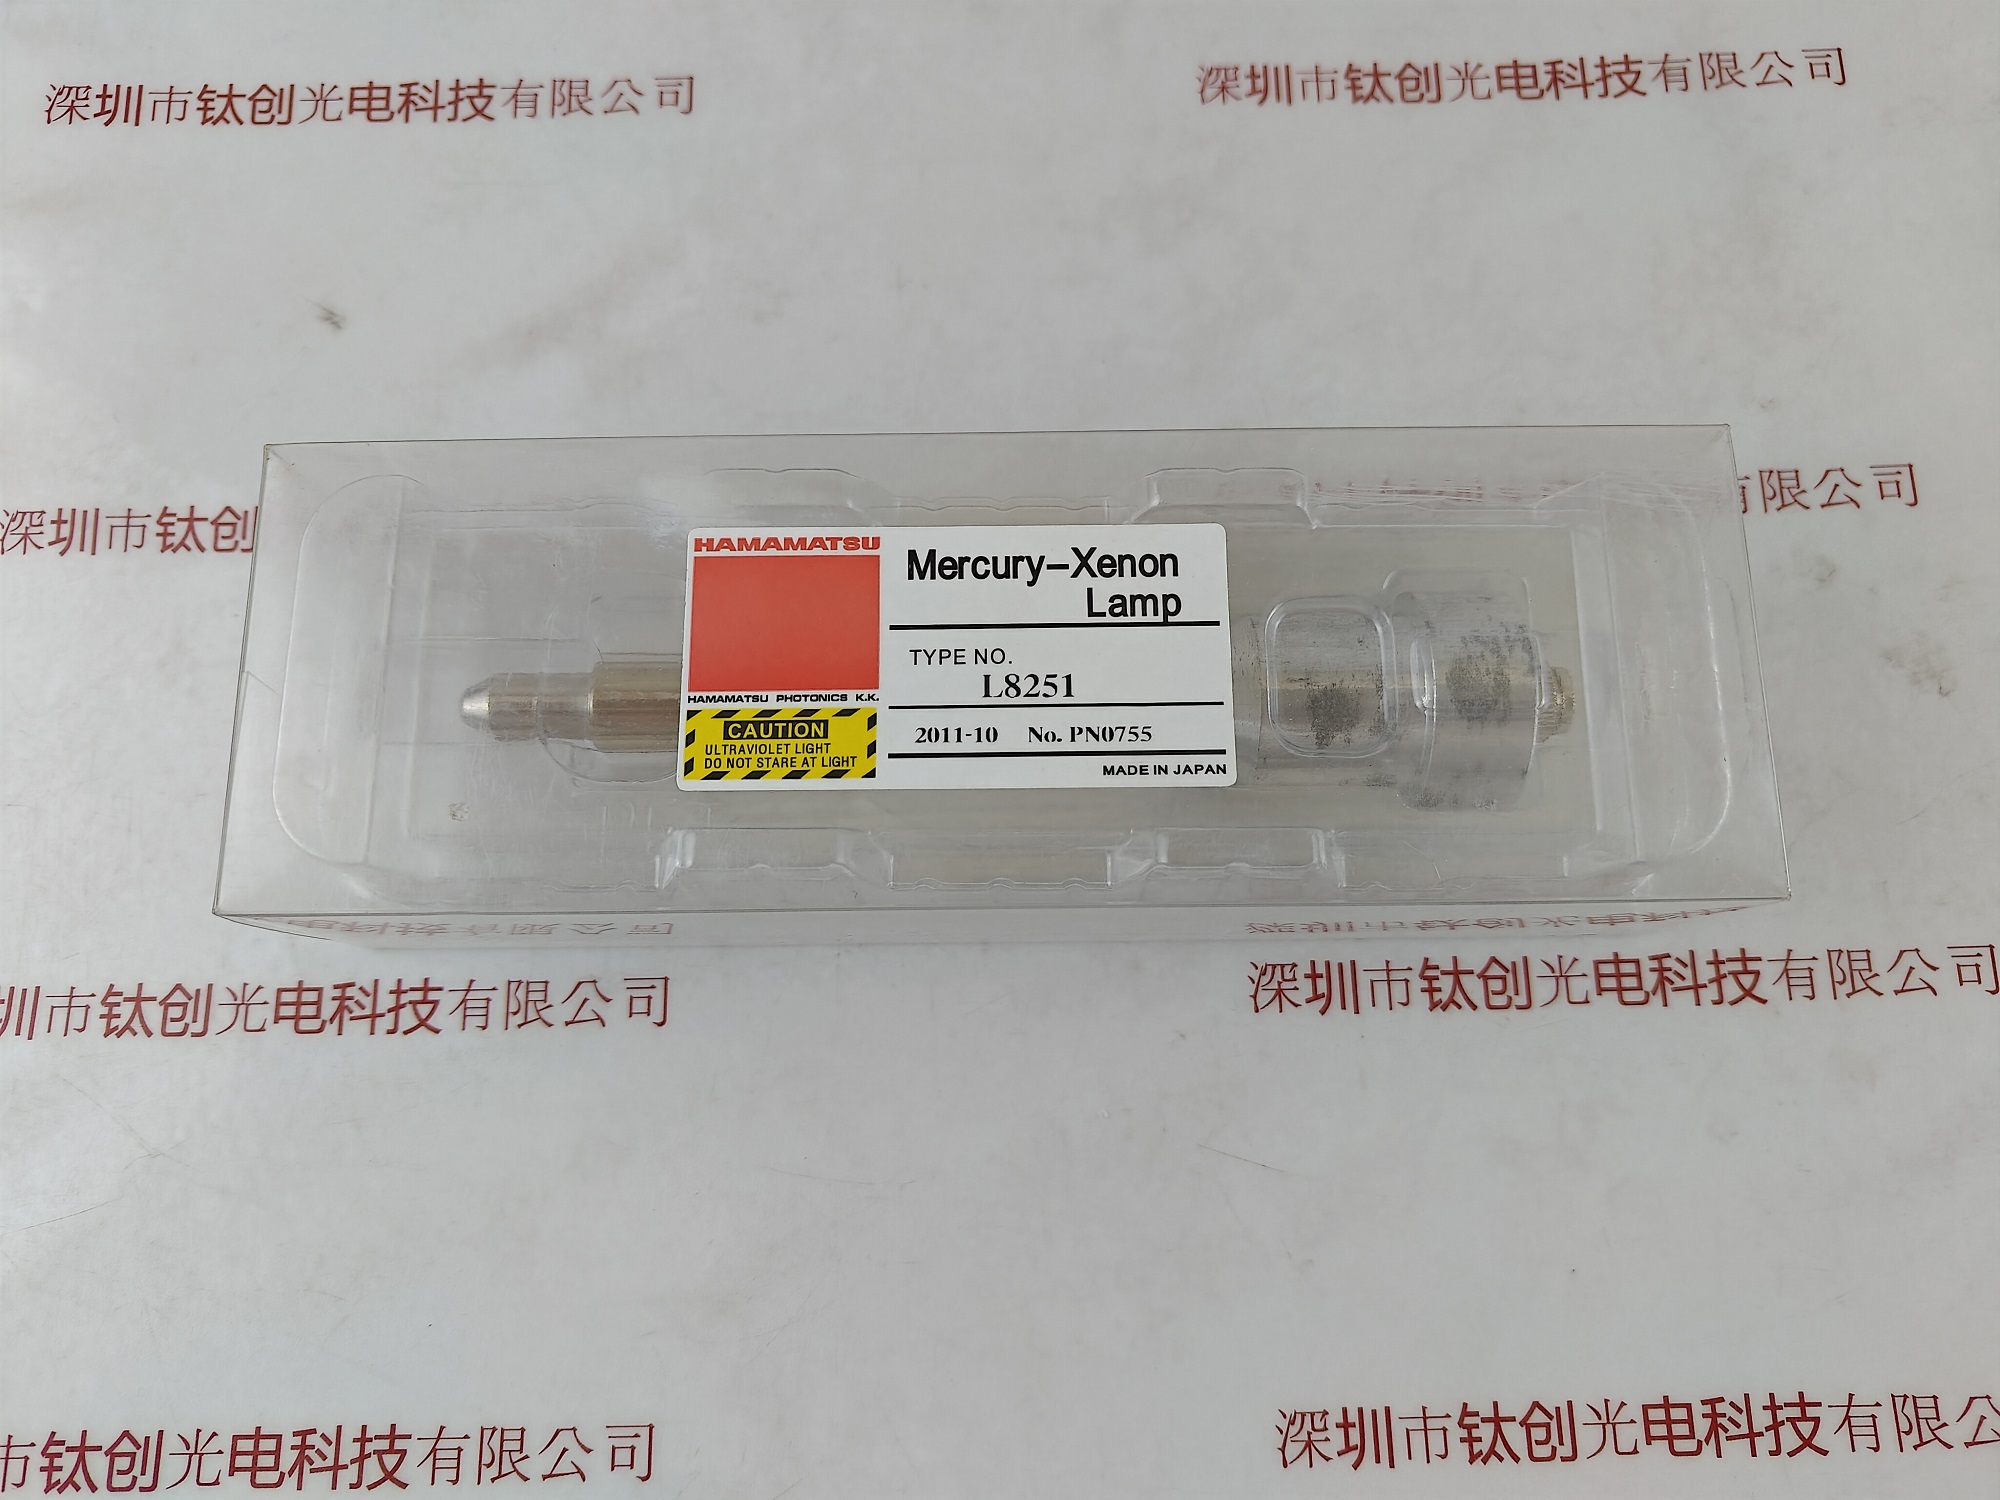 深圳市钛创光电科技有限公司
深圳市钛创光电科技有限公司
深圳市钛创
有限公司
HAMAMATSU
HAMAMATSU PHOTONICS K.K.
CAUTION
ULTRAVIOLET LIGHT
DO NOT STARE AT LIGHT
Mercury-Xenon
Lamp
TYPE NO.
L8251
2011-10 No. PN0755
MADE IN JAPAN
圳市钛创光电科技有限公司
深圳市钛创光电科技有限公司
市钛创光电科技有限公司
深圳市钛创光电科技有限公